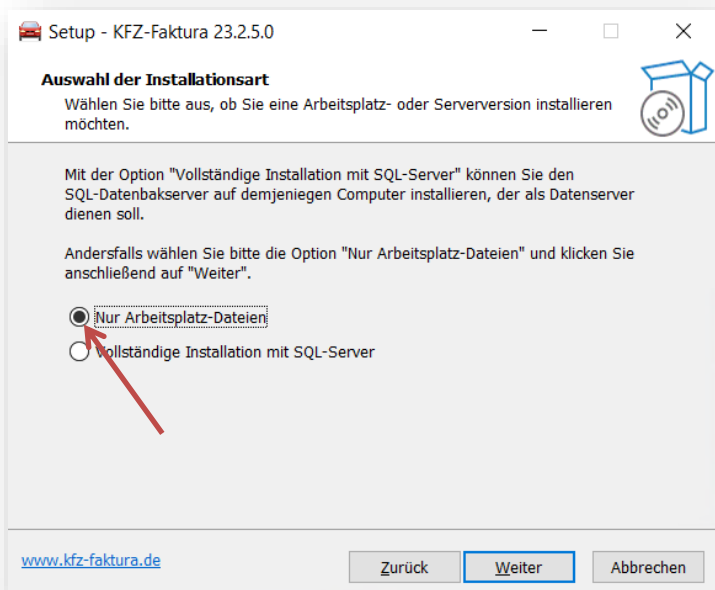 Setup - KFZ-Faktura 23.2.5.0
Auswahl der Installationsart
Wählen Sie bitte aus, ob Sie eine Arbeitsplatz- oder Serverversion installieren
möchten.
Mit der Option "Vollständige Installation mit SQL-Server" können Sie den
SQL-Datenbakserver auf demjeniegen Computer installieren, der als Datenserver
dienen soll.
Andersfalls wählen Sie bitte die Option "Nur Arbeitsplatz-Dateien" und klicken Sie
anschließend auf "Weiter".
Nur Arbeitsplatz-Dateien
Vollständige Installation mit SQL-Server
www.kfz-faktura.de
Zurück
Weiter
Abbrechen